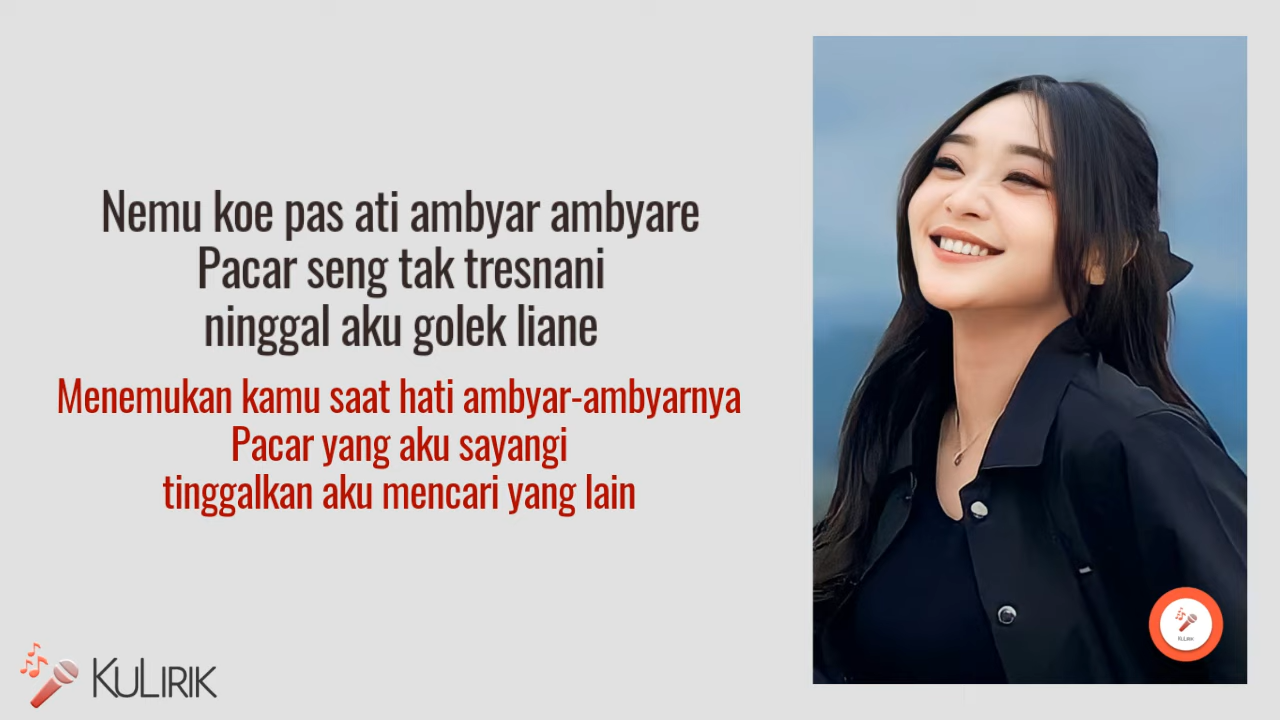 Nemu koe pas ati ambyar ambyare
Pacar seng tak tresnani
ninggal aku golek liane
Menemukan kamu saat hati ambyar-ambyarnya
Pacar yang aku sayangi
tinggalkan aku mencari yang lain
KULIRIK
KULIRIK